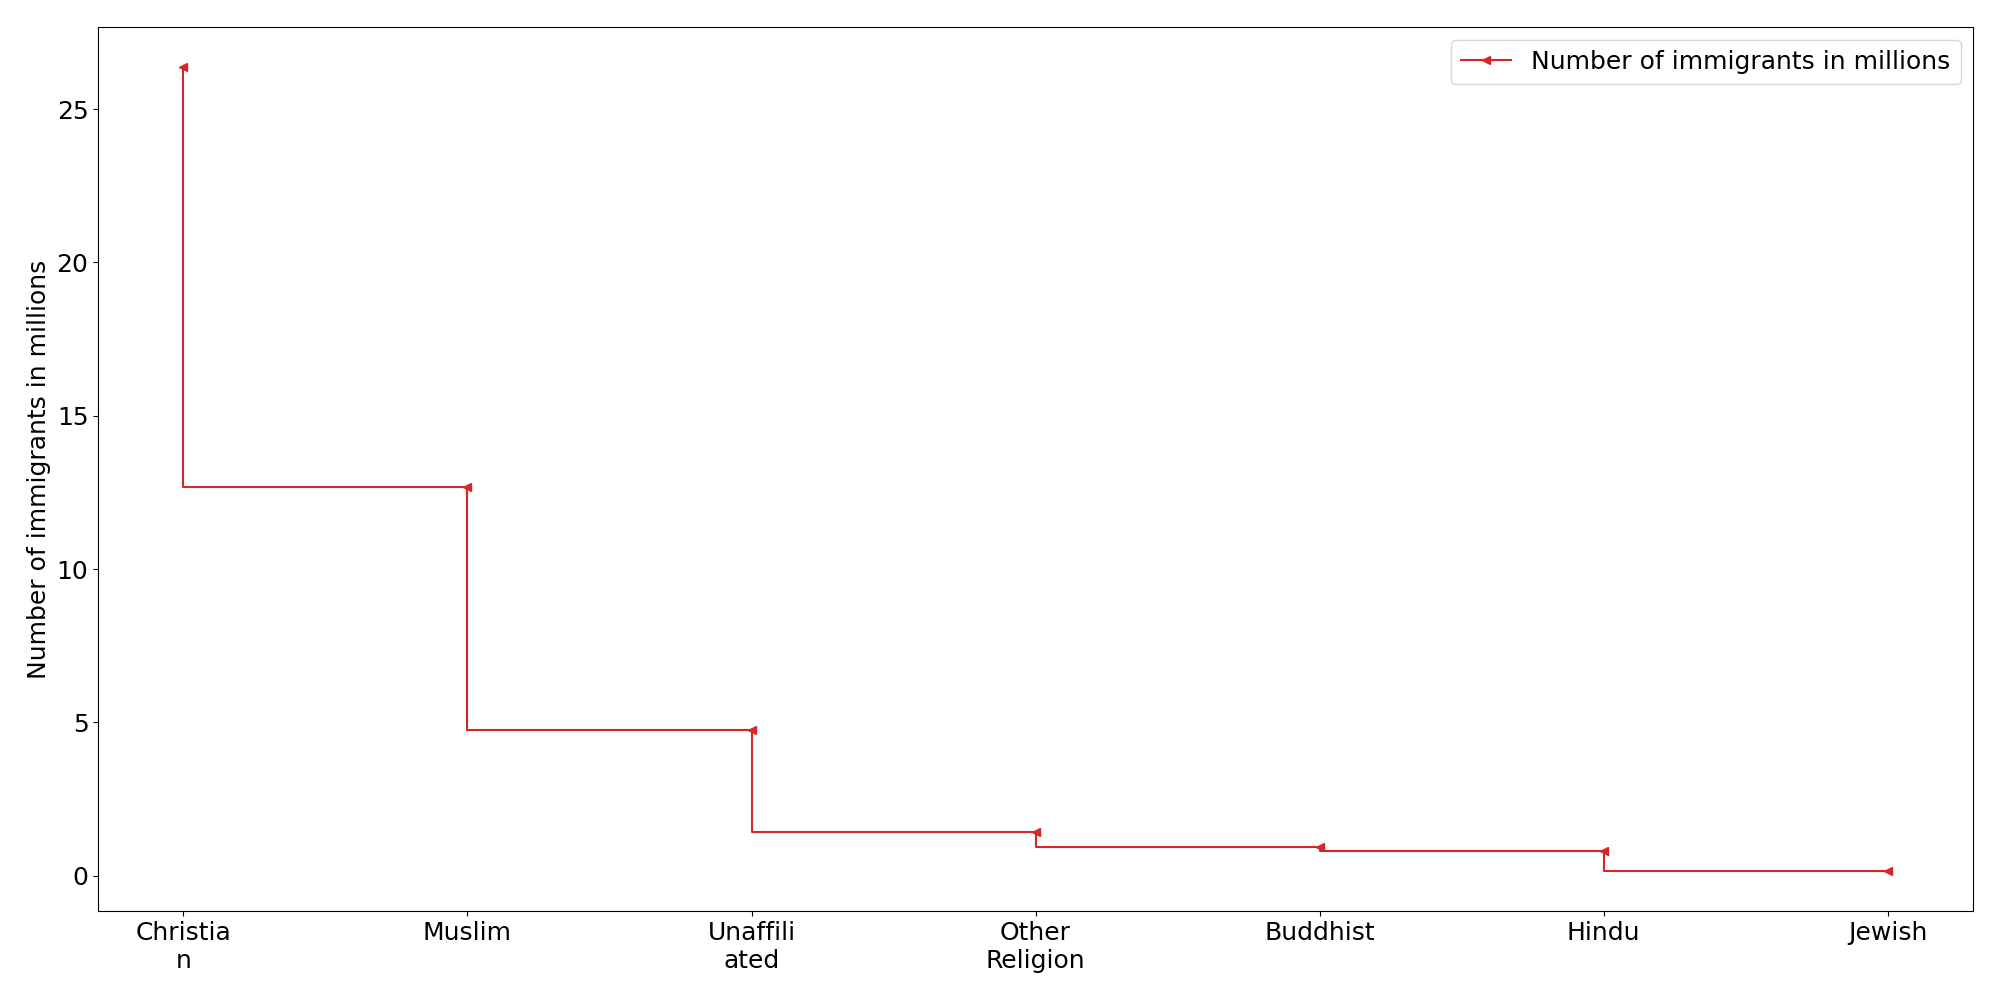 Number of immigrants in millions
Number of immigrants in millions
25
20
15
10
5
0
Christia
n
Muslim
Unaffili
ated
Other
Religion
Buddhist
Hindu
Jewish